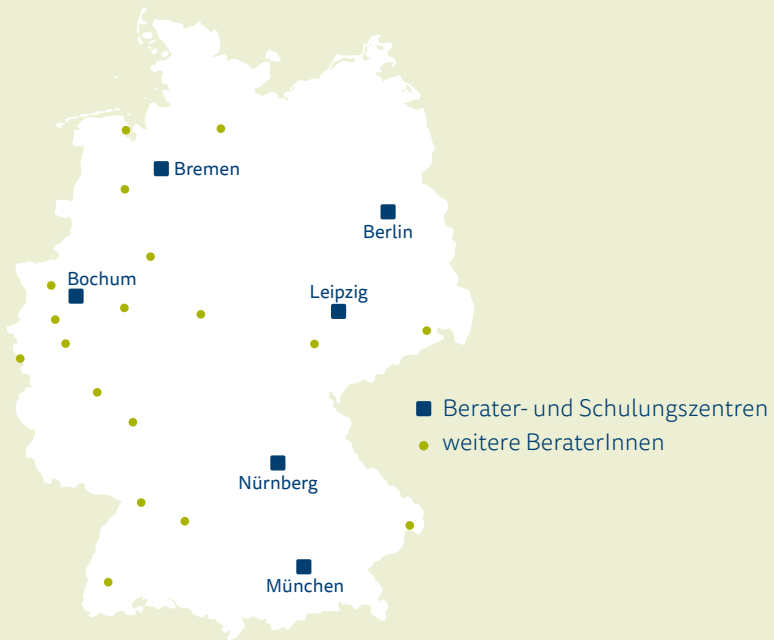 Bremen
Berlin
Bochum
Leipzig
Berater- und Schulungszentren
weitere BeraterInnen
Nürnberg
München